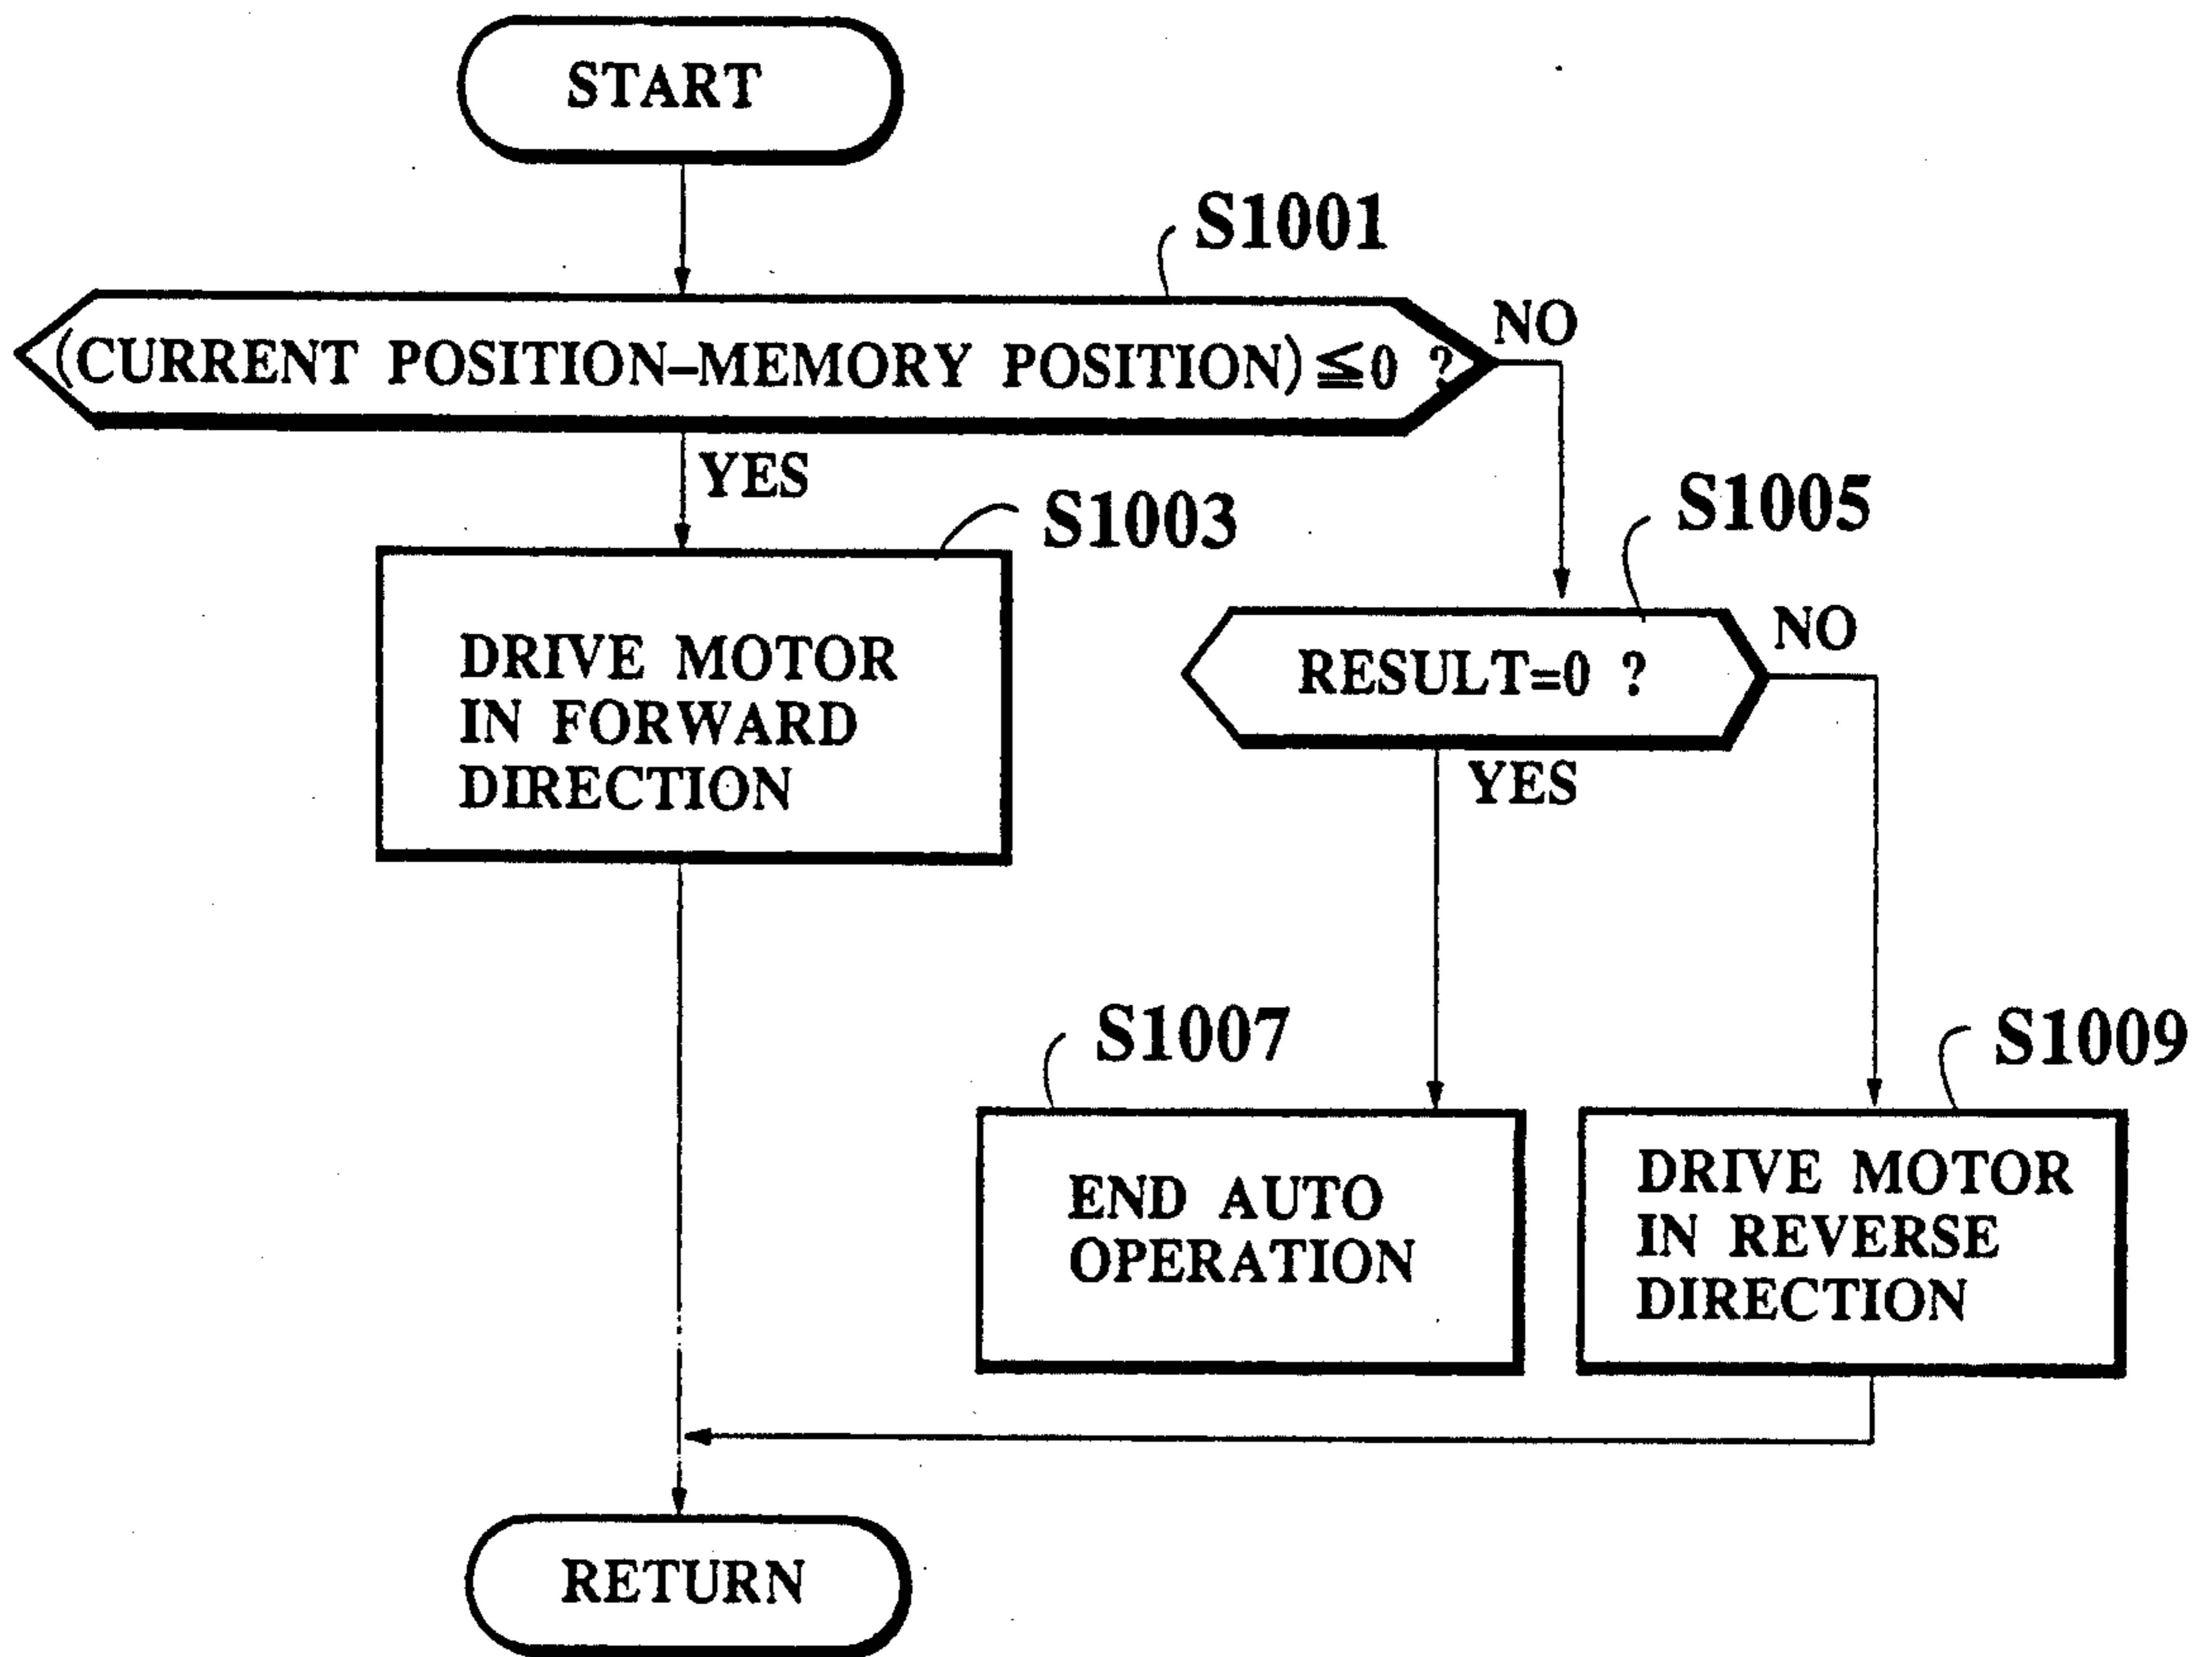 START
S1001
(CURRENT POSITION–MEMORY POSITION)≦0 ?
NO
YES
S1003
S1005
DRIVE MOTOR
IN FORWARD
DIRECTION
RESULT=0 ?
NO
YES
S1007
S1009
END AUTO
OPERATION
DRIVE MOTOR
IN REVERSE
DIRECTION
RETURN